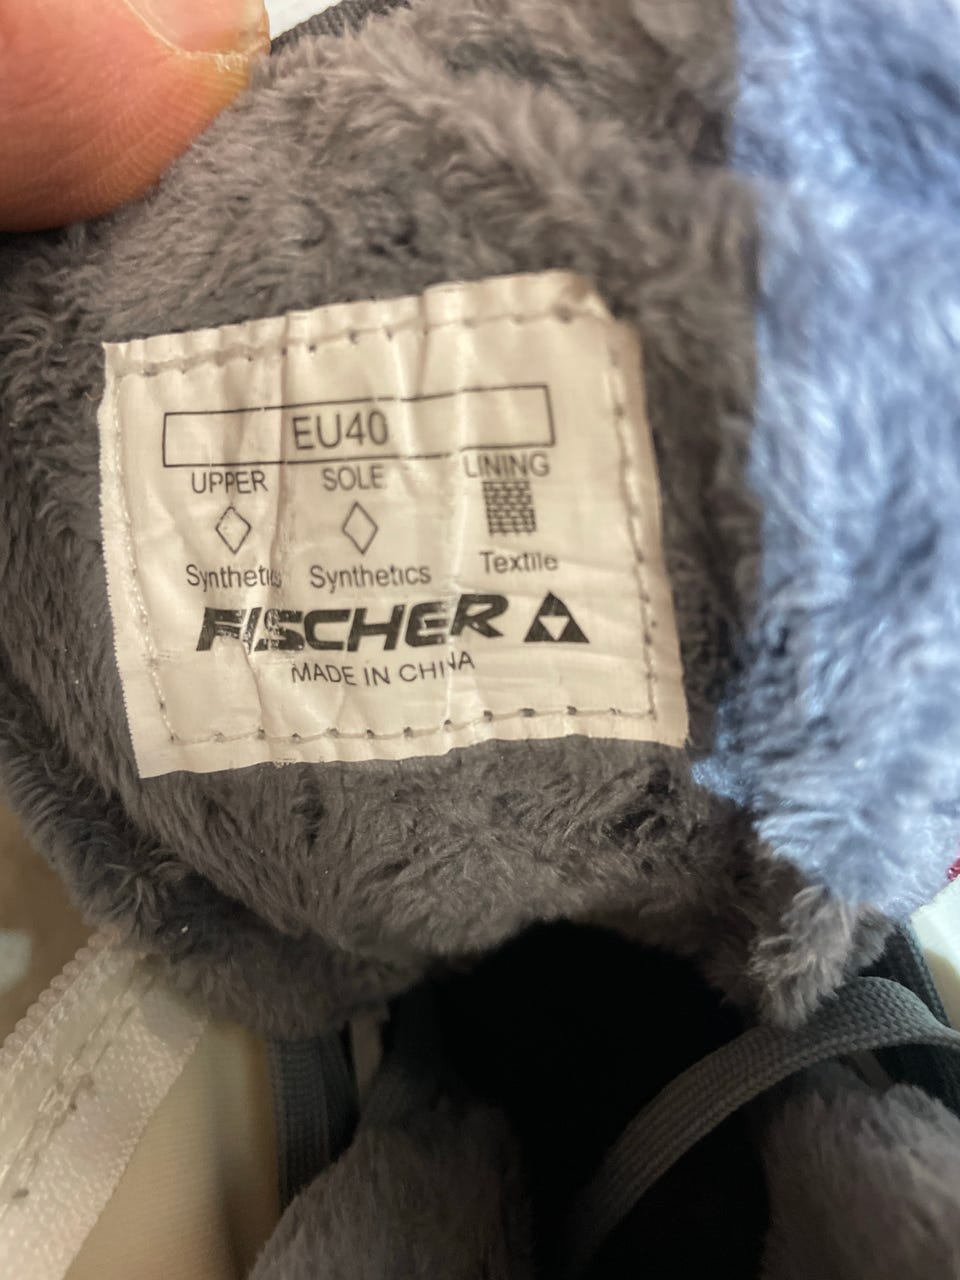 EU40
UPPER SOLE LINING
Synthetics Synthetics Textile
FISCHER
MADE IN CHINA